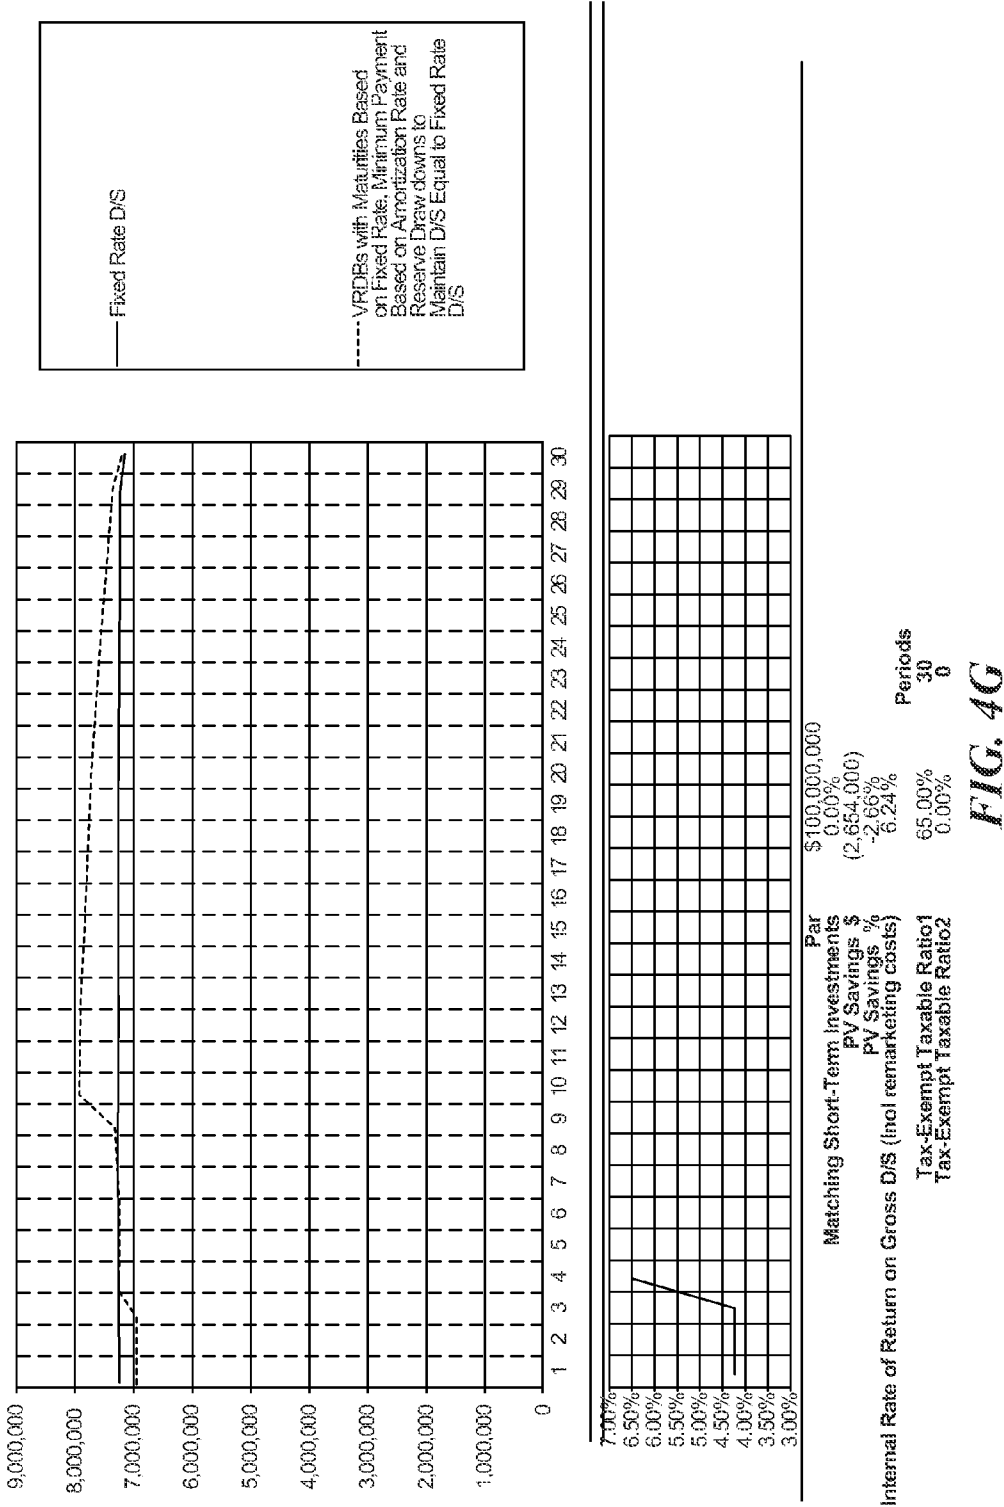 9,000,000
8,000,000
7,000,000
6,000,000
5,000,000
4,000,000
3,000,000
2,000,000
1,000,000
0
1 2 3 4 5 6 7 8 9 10 11 12 13 14 15 16 17 18 19 20 21 22 23 24 25 26 27 28 29 30
Fixed Rate D/S
VRDBs with Maturities Based
on Fixed Rate, Minimum Payment
Based on Amortization Rate and
Reserve Draw downs to
Maintain D/S Equal to Fixed Rate
D/S
7.00%
6.50%
6.00%
5.50%
5.00%
4.50%
4.00%
3.50%
3.00%
Par $100,000,000
Matching Short-Term Investments 0.00%
PV Savings $ (2,654,000)
PV Savings % -2.66%
Internal Rate of Return on Gross D/S (Incl remarketing costs) 6.24%
Periods
Tax-Exempt Taxable Ratio1 65.00% 30
Tax-Exempt Taxable Ratio2 0.00% 0
FIG. 4G